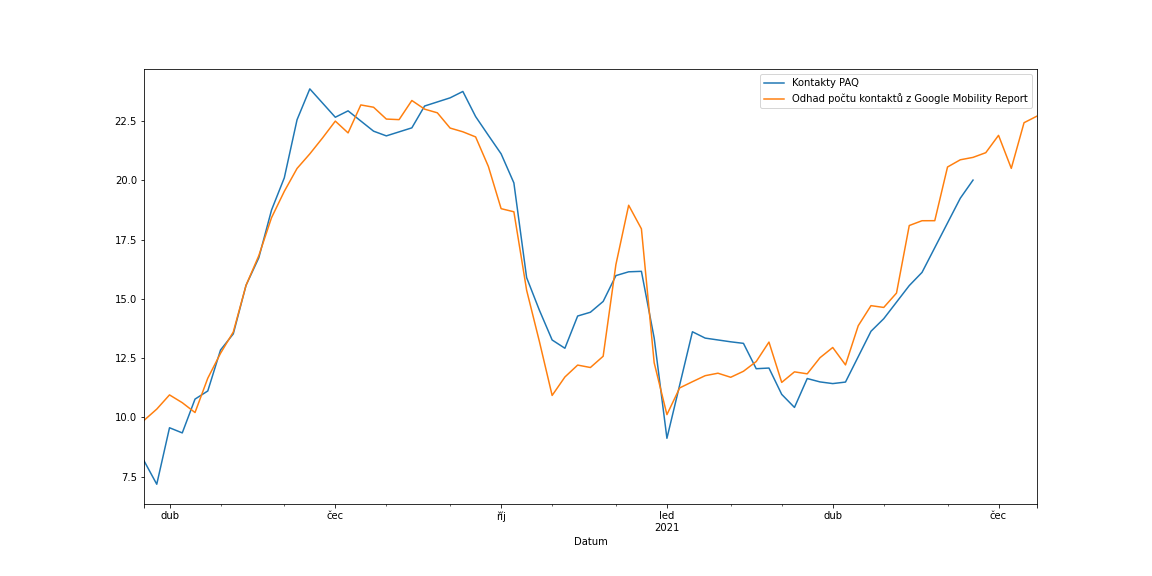 Kontakty PAQ
Odhad počtu kontaktů z Google Mobility Report
22.5
20.0
17.5
15.0
12.5
10.0
7.5
dub
čec
říj
led
2021
dub
čec
Datum